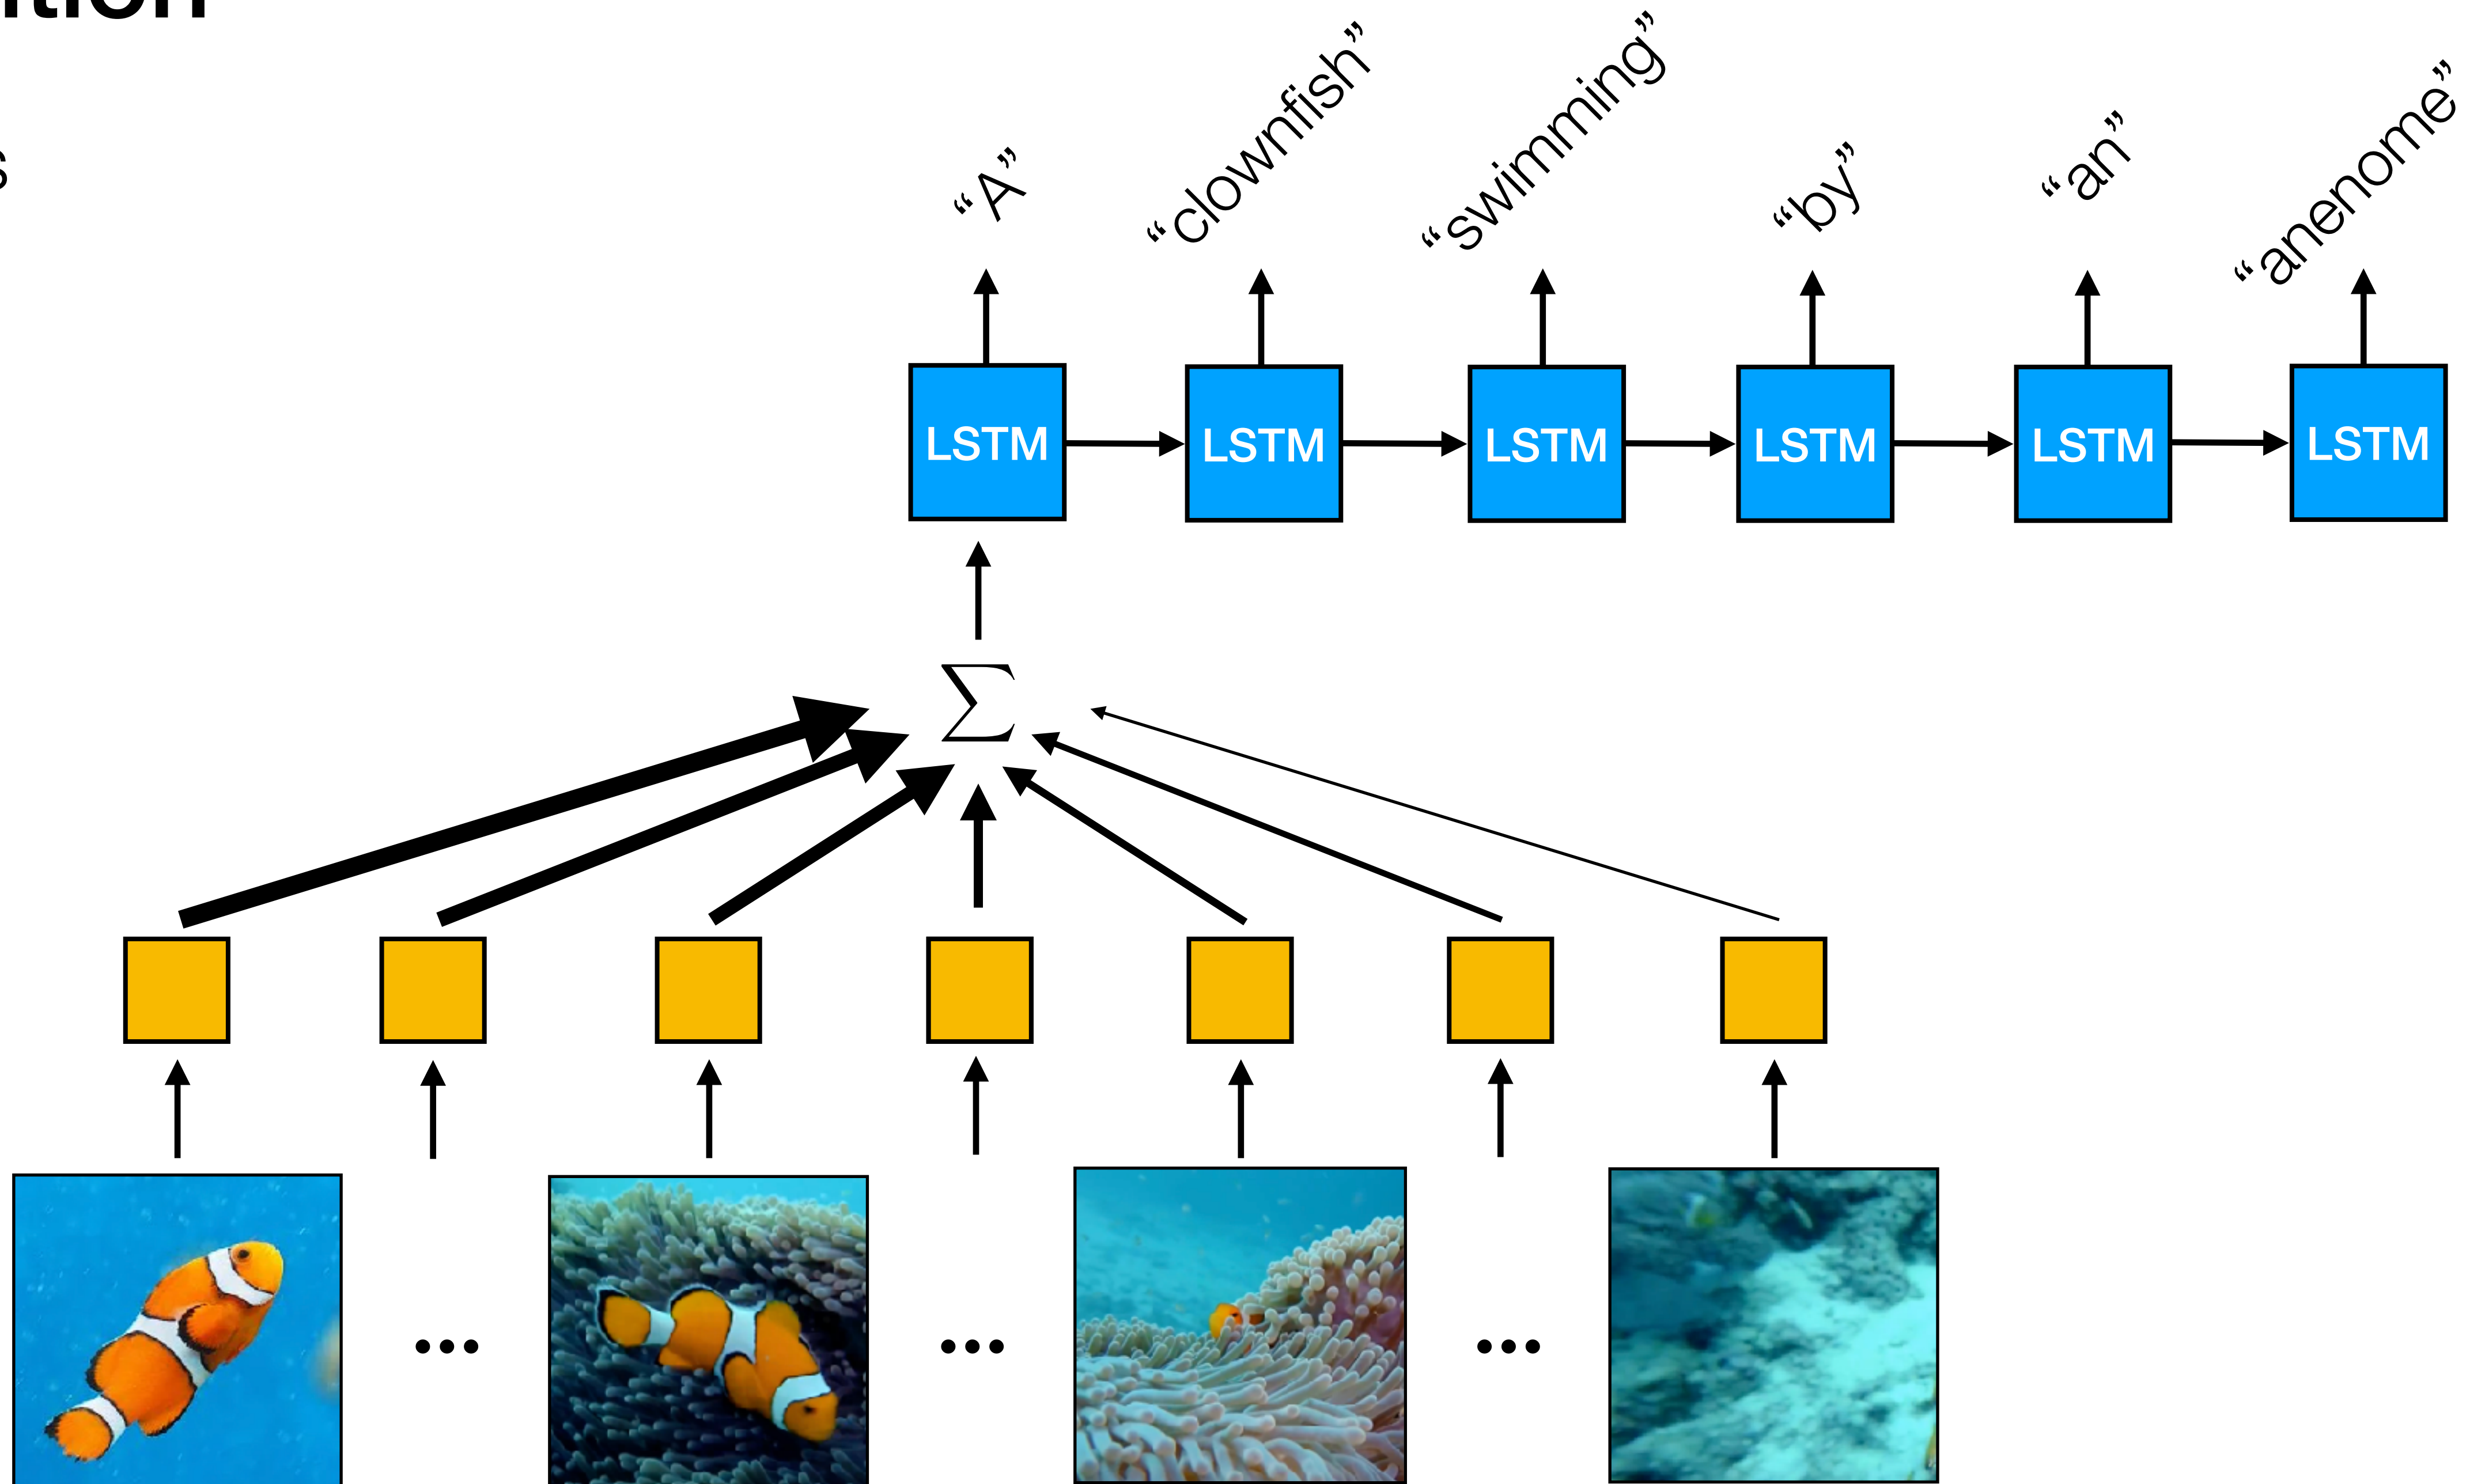 “A”
“clownfish”
“swimming”
“by”
“an”
“anenome”
LSTM
LSTM
LSTM
LSTM
LSTM
LSTM
∑